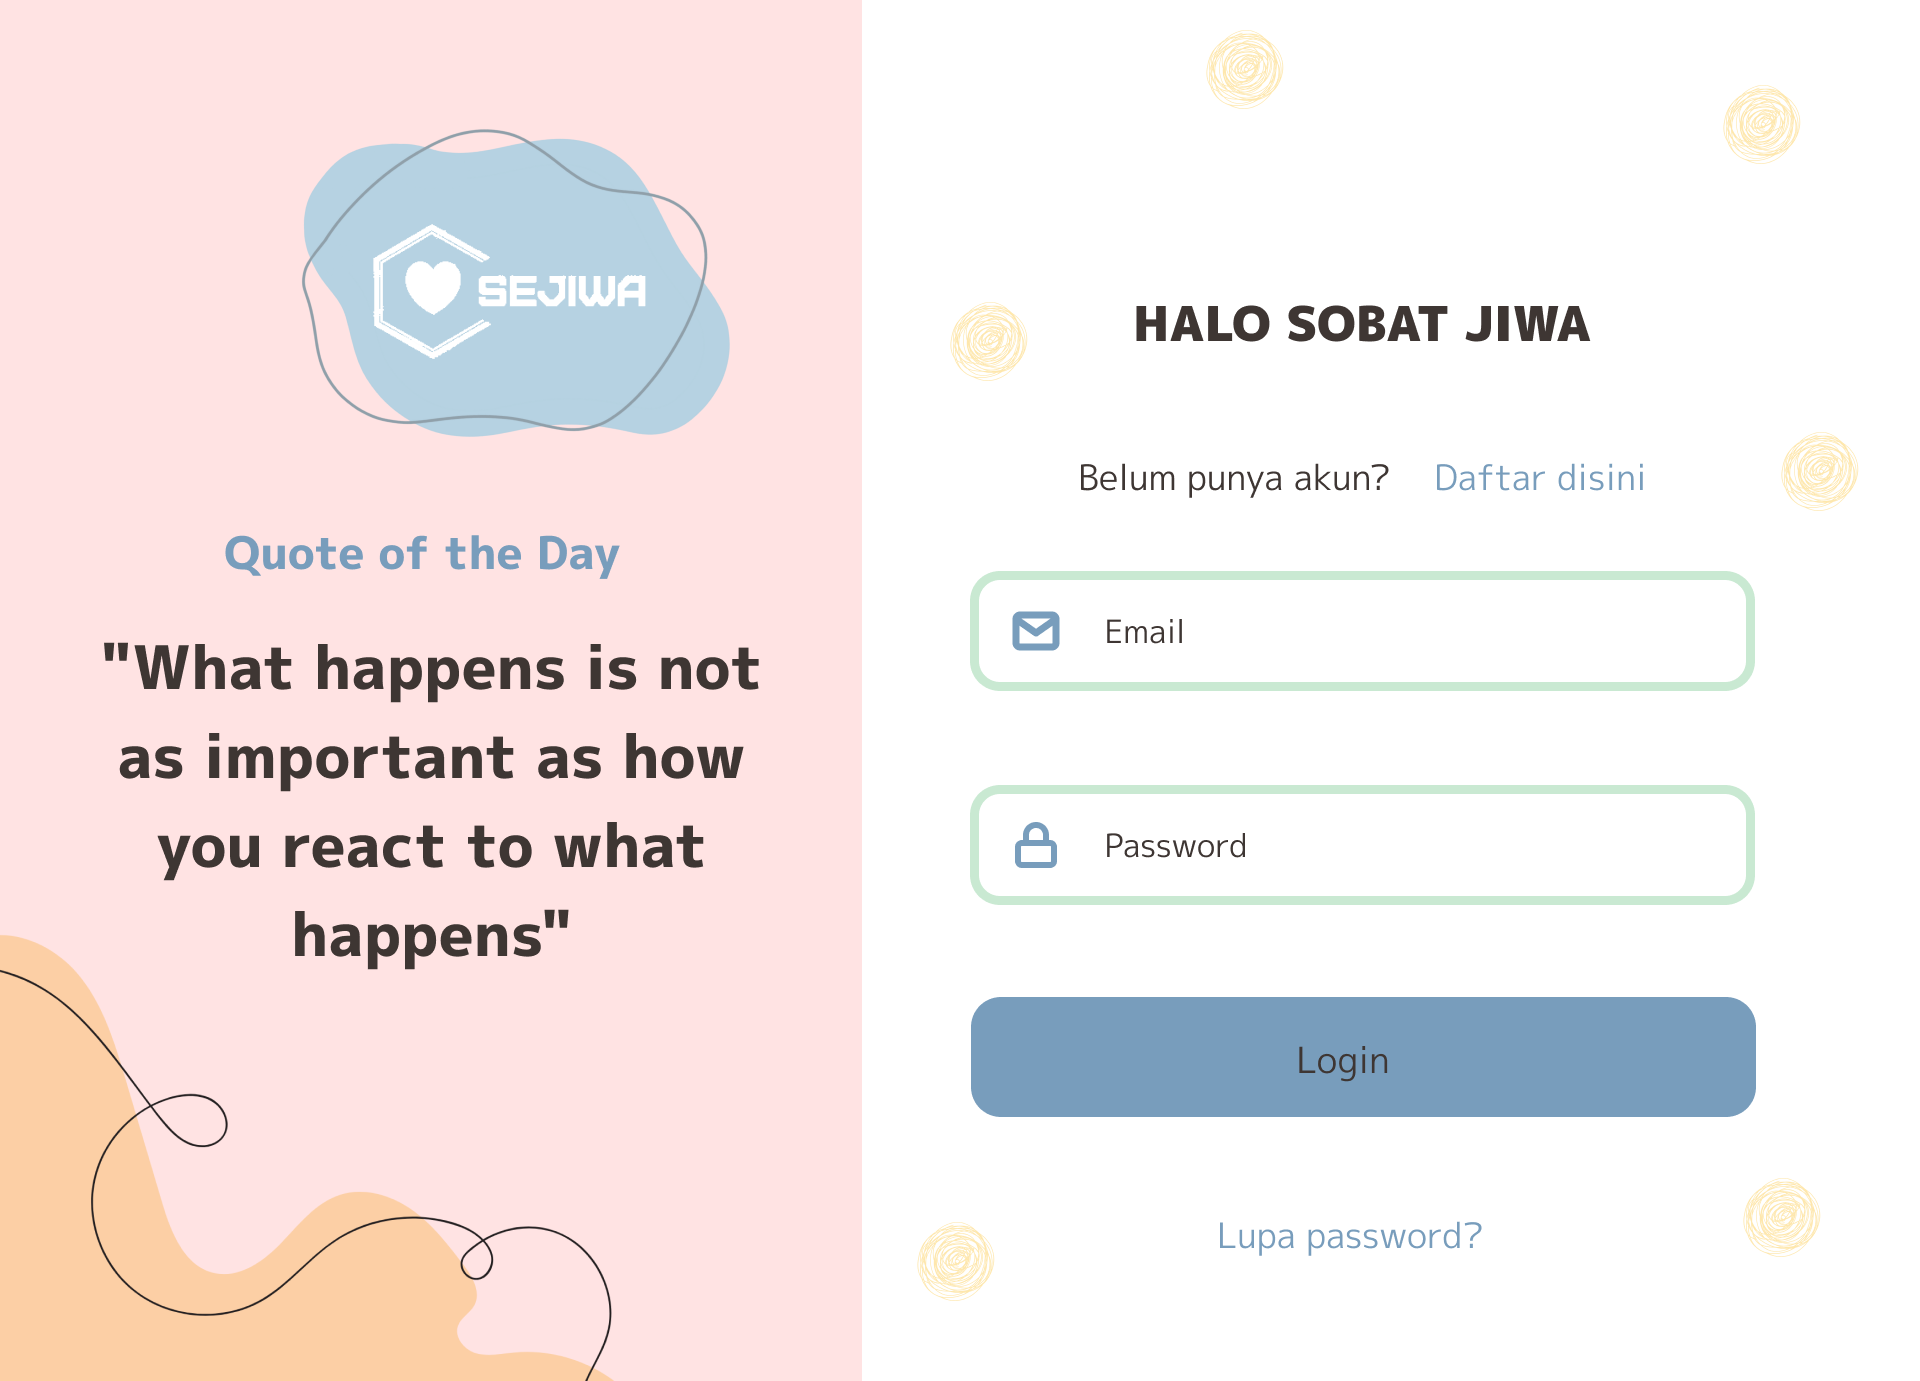 SEJIWA
Quote of the Day
"What happens is not
as important as how
you react to what
happens"
HALO SOBAT JIWA
Belum punya akun? Daftar disini
Email
Password
Login
Lupa password?